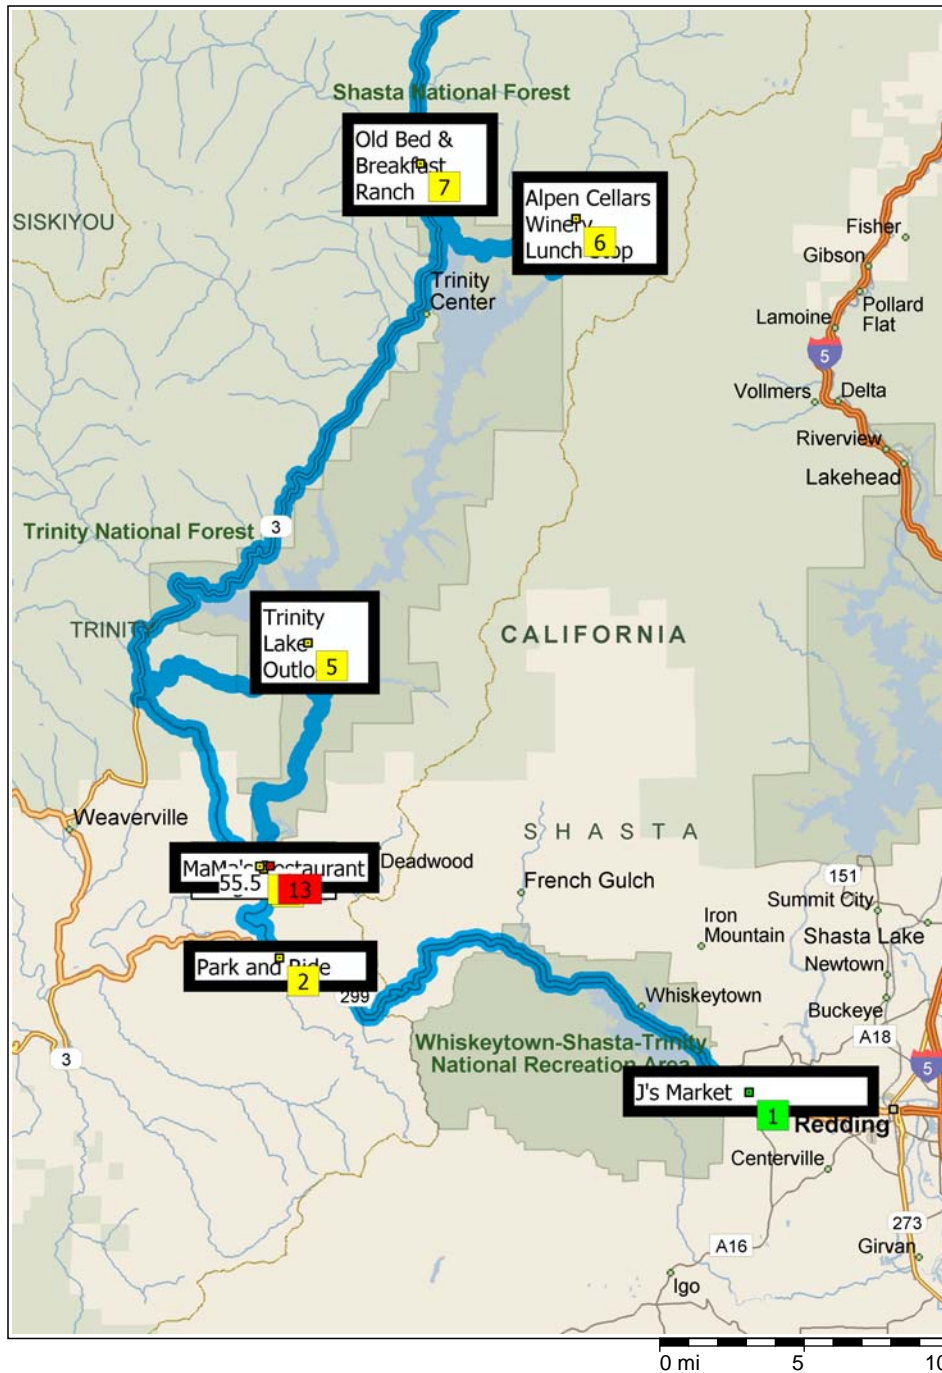 Shasta National Forest
Old Bed &
Breakfast
Ranch
7
Alpen Cellars
Winery
Lunch Stop
6
SISKIYOU
Fisher
Gibson
Trinity
Center
Pollard
Flat
Lamoine
5
Vollmers
Delta
Riverview
Lakehead
Trinity National Forest
3
TRINITY
Trinity
Lake
5
CALIFORNIA
Weaverville
SHASTA
MaMa's Restaurant
55.5
13
Deadwood
French Gulch
151
Summit City
Iron
Mountain
Shasta Lake
Newtown
Park and Ride
2
299
Whiskeytown
Buckeye
A18
Whiskeytown-Shasta-Trinity
National Recreation Area
3
5
J's Market
1
Redding
Centerville
273
A16
Girvan
Igo
0 mi
5
10